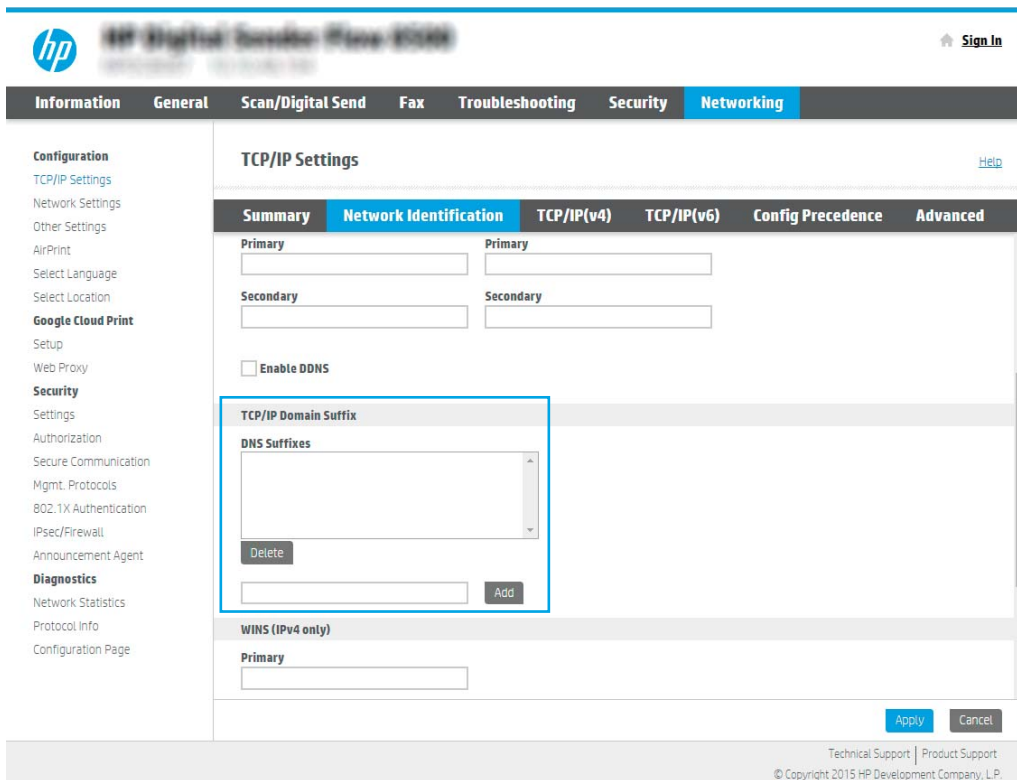 hp
Sign In
Information General Scan/Digital Send Fax Troubleshooting Security Networking
Configuration
TCP/IP Settings
Network Settings
Other Settings
AirPrint
Select Language
Select Location
Google Cloud Print
Setup
Web Proxy
Security
Settings
Authorization
Secure Communication
Mgmt. Protocols
802.1X Authentication
IPsec/Firewall
Announcement Agent
Diagnostics
Network Statistics
Protocol Info
Configuration Page
TCP/IP Settings
Help
Summary Network Identification TCP/IP(v4) TCP/IP(v6) Config Precedence Advanced
Primary Primary
Secondary Secondary
Enable DDNS
TCP/IP Domain Suffix
DNS Suffixes
Delete
Add
WINS (IPv4 only)
Primary
Apply Cancel
Technical Support | Product Support
© Copyright 2015 HP Development Company, L.P.